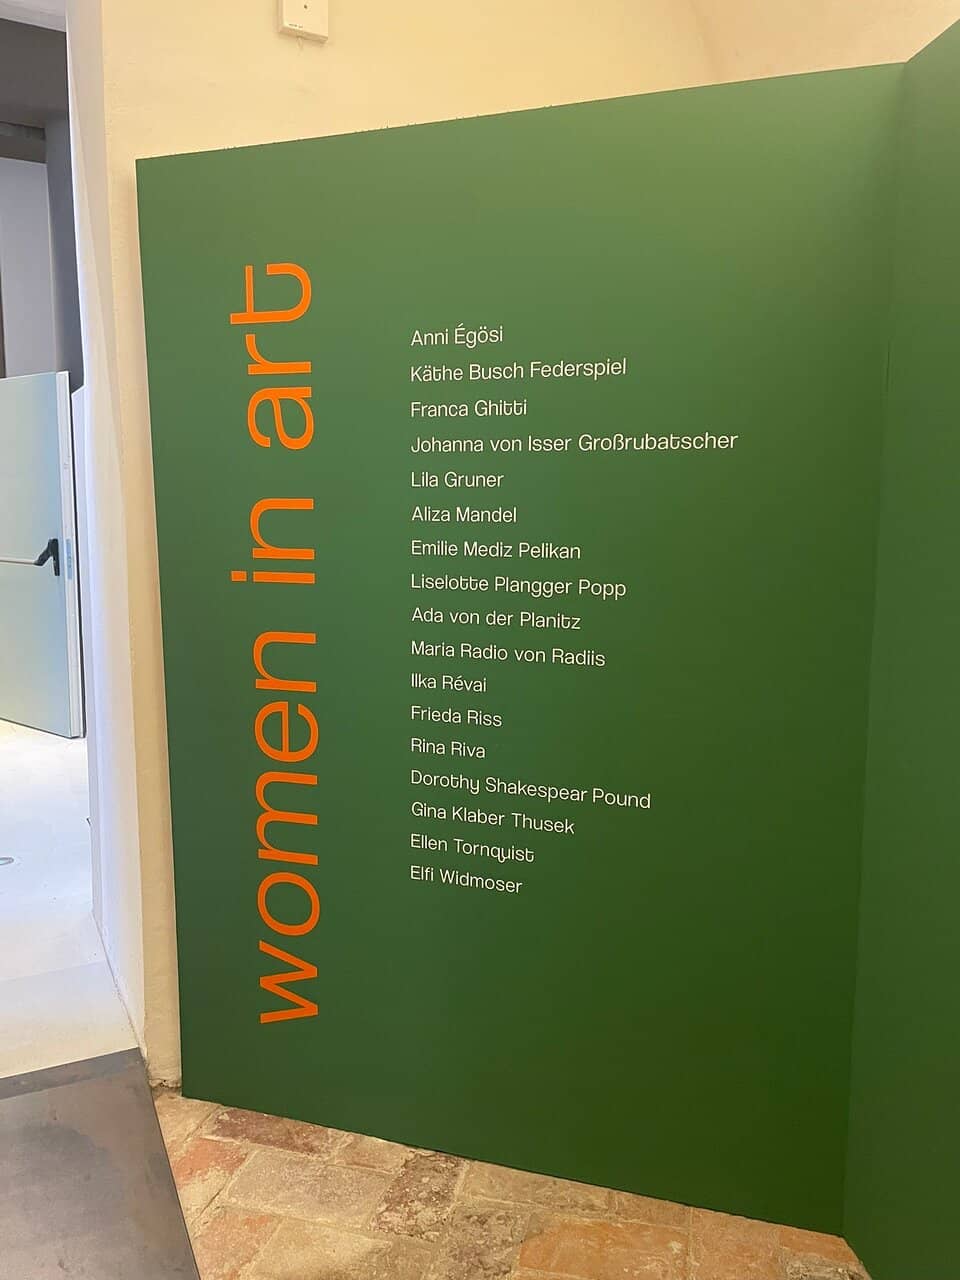 women in art
Anni Égösi
Käthe Busch Federspiel
Franca Ghitti
Johanna von Isser Großrubatscher
Lila Gruner
Aliza Mandel
Emilie Mediz Pelikan
Liselotte Plangger Popp
Ada von der Planitz
Maria Radio von Radiis
Ilka Révai
Frieda Riss
Rina Riva
Dorothy Shakespear Pound
Gina Klaber Thusek
Ellen Tornquist
Elfi Widmoser